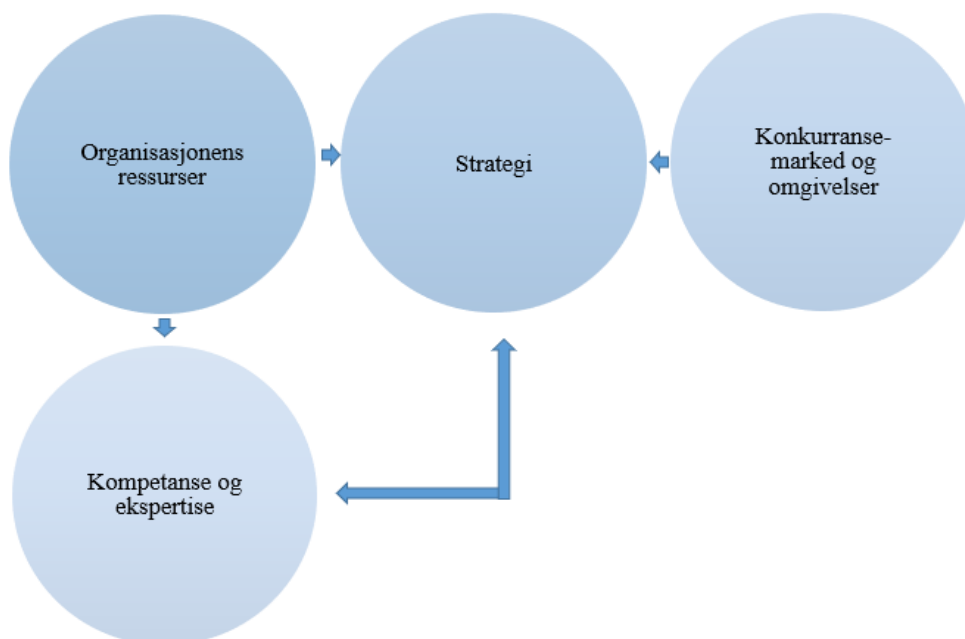 Organisasjonens
ressurser
Strategi
Konkurranse-
marked og
omgivelser
Kompetanse og
ekspertise